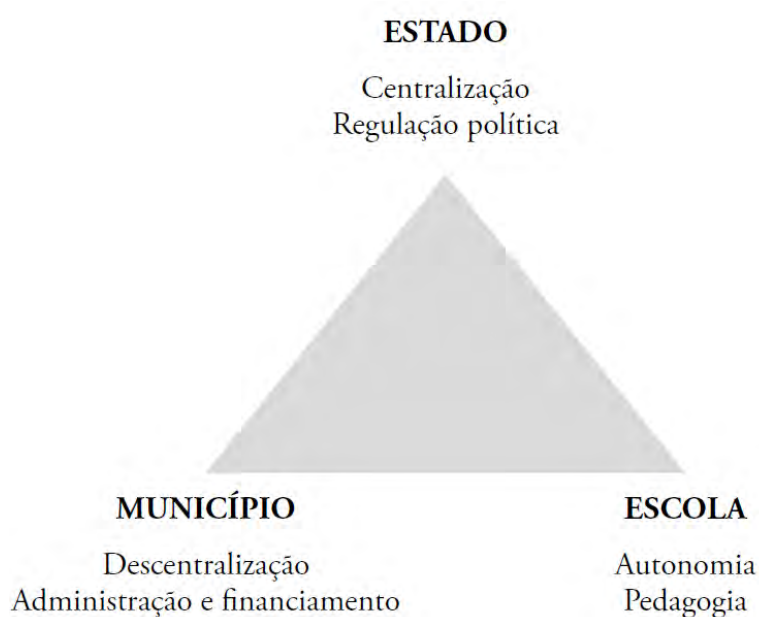 ESTADO
Centralização
Regulação política
MUNICÍPIO
Descentralização
Administração e financiamento
ESCOLA
Autonomia
Pedagogia